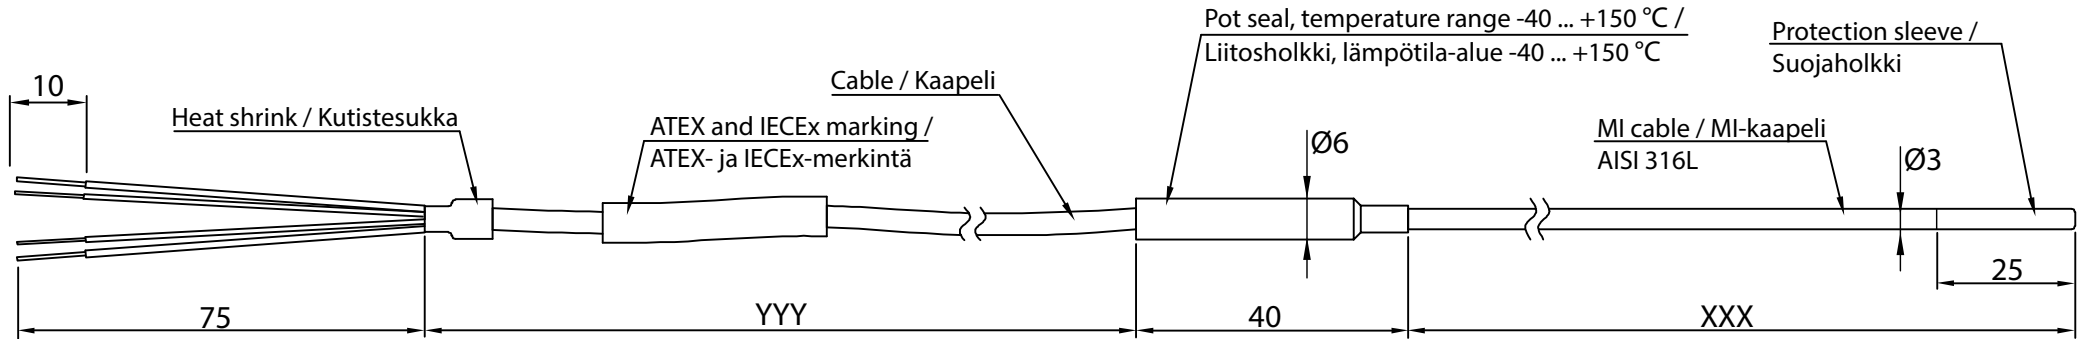 Pot seal, temperature range -40 ... +150 °C /
Liitosholkki, lämpötila-alue -40 ... +150 °C
Protection sleeve /
Suojaholkki
10
Cable / Kaapeli
Heat shrink / Kutistesukka
ATEX and IECEx marking /
ATEX- ja IECEx-merkintä
Ø6
MI cable / MI-kaapeli
AISI 316L
Ø3
25
75
YYY
40
XXX